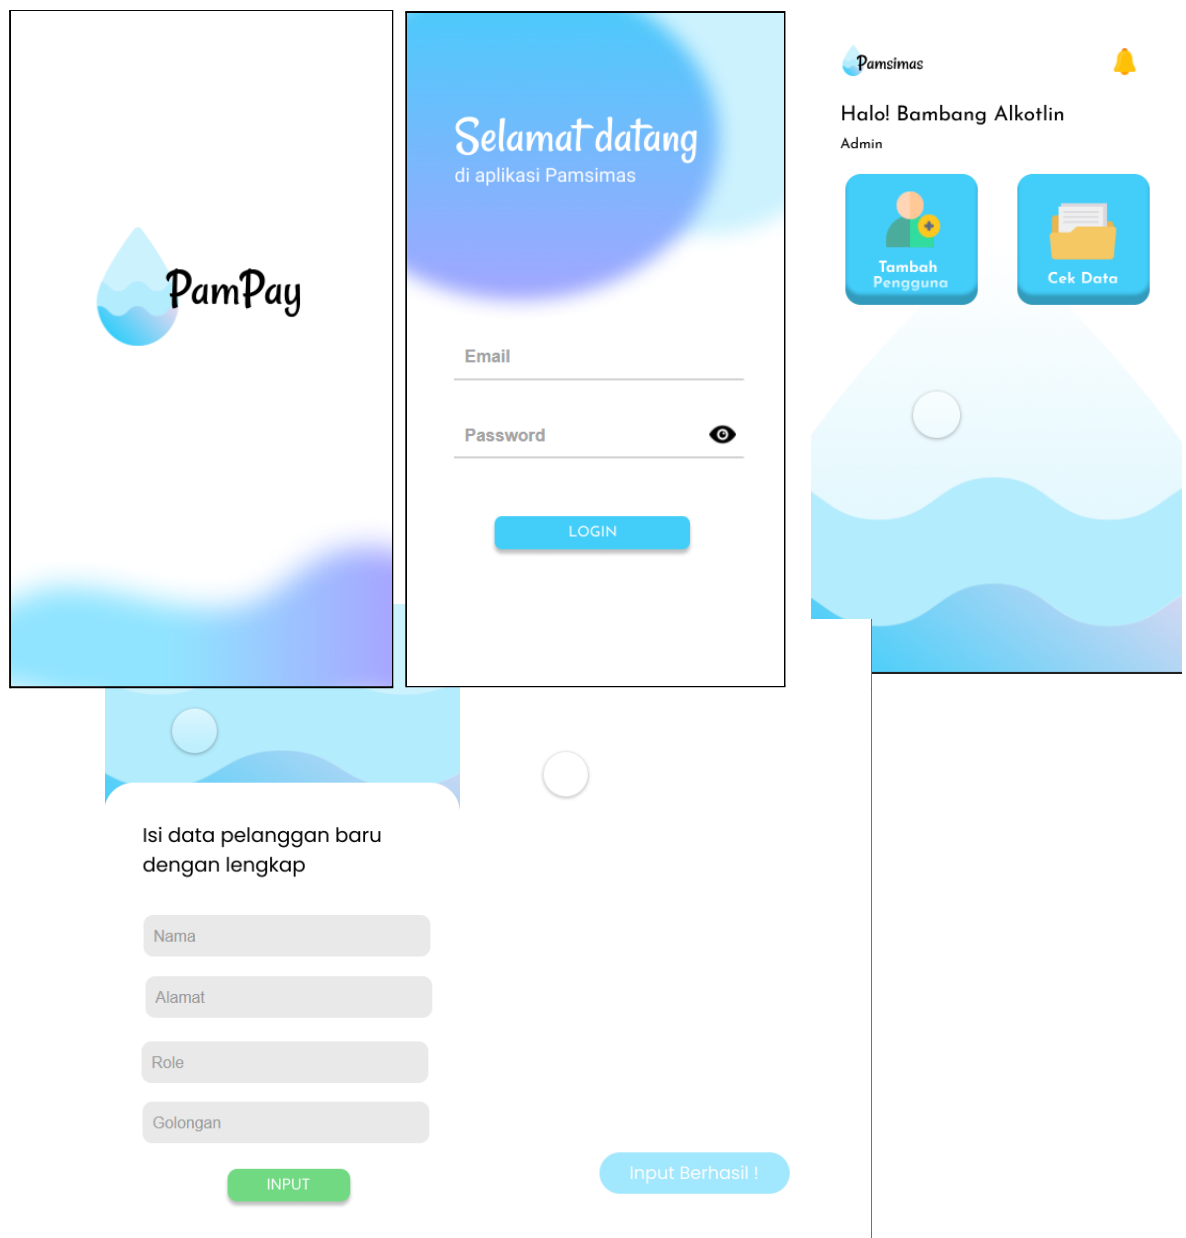 PamPay
Selamat datang
di aplikasi Pamsimas
Email
Password
LOGIN
Pamsimas
Halo! Bambang Alkotlin
Admin
Tambah
Pengguna
Cek Data
Isi data pelanggan baru
dengan lengkap
Nama
Alamat
Role
Golongan
INPUT
Input Berhasil !